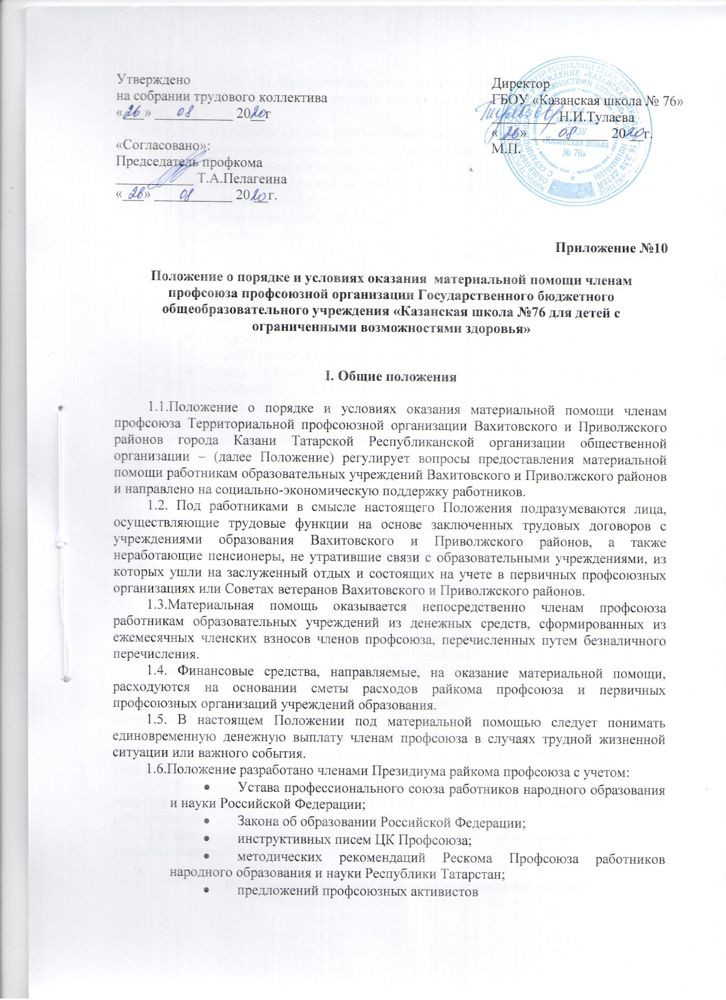 Утверждено
на собрании трудового коллектива
«26» 08 2020г
«Согласовано»:
Председатель профкома
___________ Т.А.Пелагеина
«26» 08 2020г.
Директор
ГБОУ «Казанская школа № 76»
_________ Н.И.Тулаева
«26» 08 2020г.
М.П.
Для
документов
ГБОУ
«Казанская школа
№ 76»
Приложение №10
Положение о порядке и условиях оказания материальной помощи членам
профсоюза профсоюзной организации Государственного бюджетного
общеобразовательного учреждения «Казанская школа №76 для детей с
ограниченными возможностями здоровья»
I. Общие положения
1.1.Положение о порядке и условиях оказания материальной помощи членам
профсоюза Территориальной профсоюзной организации Вахитовского и Приволжского
районов города Казани Татарской Республиканской организации общественной
организации – (далее Положение) регулирует вопросы предоставления материальной
помощи работникам образовательных учреждений Вахитовского и Приволжского районов
и направлено на социально-экономическую поддержку работников.
1.2. Под работниками в смысле настоящего Положения подразумеваются лица,
осуществляющие трудовые функции на основе заключенных трудовых договоров с
учреждениями образования Вахитовского и Приволжского районов, а также
неработающие пенсионеры, не утратившие связи с образовательными учреждениями, из
которых ушли на заслуженный отдых и состоящих на учете в первичных профсоюзных
организациях или Советах ветеранов Вахитовского и Приволжского районов.
1.3.Материальная помощь оказывается непосредственно членам профсоюза
работникам образовательных учреждений из денежных средств, сформированных из
ежемесячных членских взносов членов профсоюза, перечисленных путем безналичного
перечисления.
1.4. Финансовые средства, направляемые, на оказание материальной помощи,
расходуются на основании сметы расходов райкома профсоюза и первичных
профсоюзных организаций учреждений образования.
1.5. В настоящем Положении под материальной помощью следует понимать
единовременную денежную выплату членам профсоюза в случаях трудной жизненной
ситуации или важного события.
1.6.Положение разработано членами Президиума райкома профсоюза с учетом:
• Устава профессионального союза работников народного образования
и науки Российской Федерации;
• Закона об образовании Российской Федерации;
• инструктивных писем ЦК Профсоюза;
• методических рекомендаций Рескома Профсоюза работников
народного образования и науки Республики Татарстан;
• предложений профсоюзных активистов